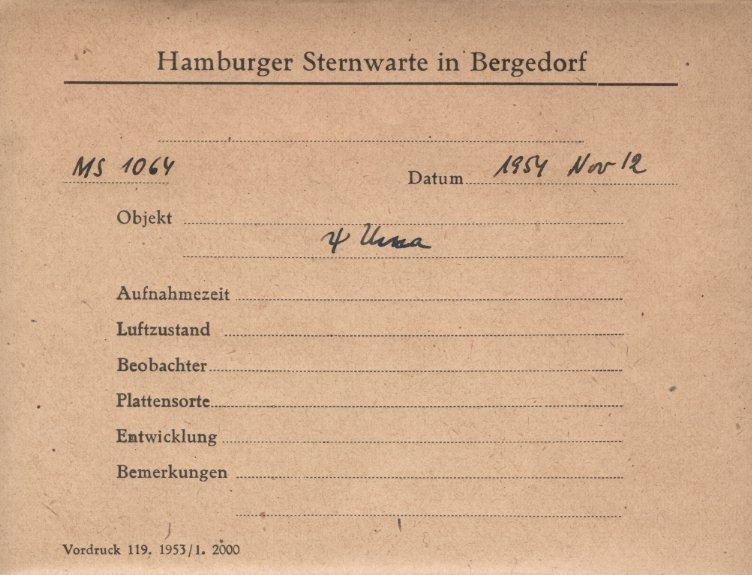 Hamburger Sternwarte in Bergedorf
MS 1064 Datum 1954 Nov 12
Objekt
ψ Ursa
Aufnahmezeit
Luftzustand
Beobachter
Plattensorte
Entwicklung
Bemerkungen
Vordruck 119. 1953/1. 2000